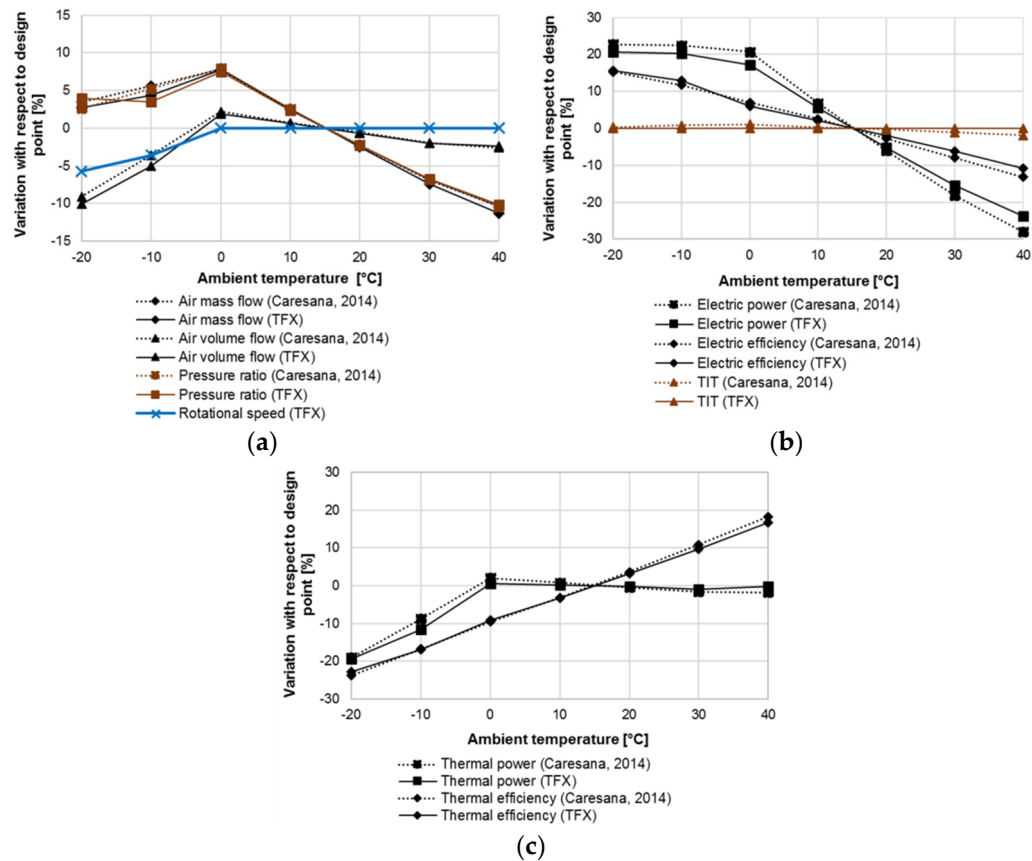 Variation with respect to design
point [%]
15
10
5
0
-5
-10
-15
-20 -10 0 10 20 30 40
Ambient temperature [°C]
Air mass flow (Caresana, 2014)
Air mass flow (TFX)
Air volume flow (Caresana, 2014)
Air volume flow (TFX)
Pressure ratio (Caresana, 2014)
Pressure ratio (TFX)
Rotational speed (TFX)
(a)
Variation with respect to design
point [%]
30
20
10
0
-10
-20
-30
-20 -10 0 10 20 30 40
Ambient temperature [°C]
Electric power (Caresana, 2014)
Electric power (TFX)
Electric efficiency (Caresana, 2014)
Electric efficiency (TFX)
TIT (Caresana, 2014)
TIT (TFX)
(b)
Variation with respect to design
point [%]
30
20
10
0
-10
-20
-30
-20 -10 0 10 20 30 40
Ambient temperature [°C]
Thermal power (Caresana, 2014)
Thermal power (TFX)
Thermal efficiency (Caresana, 2014)
Thermal efficiency (TFX)
(c)